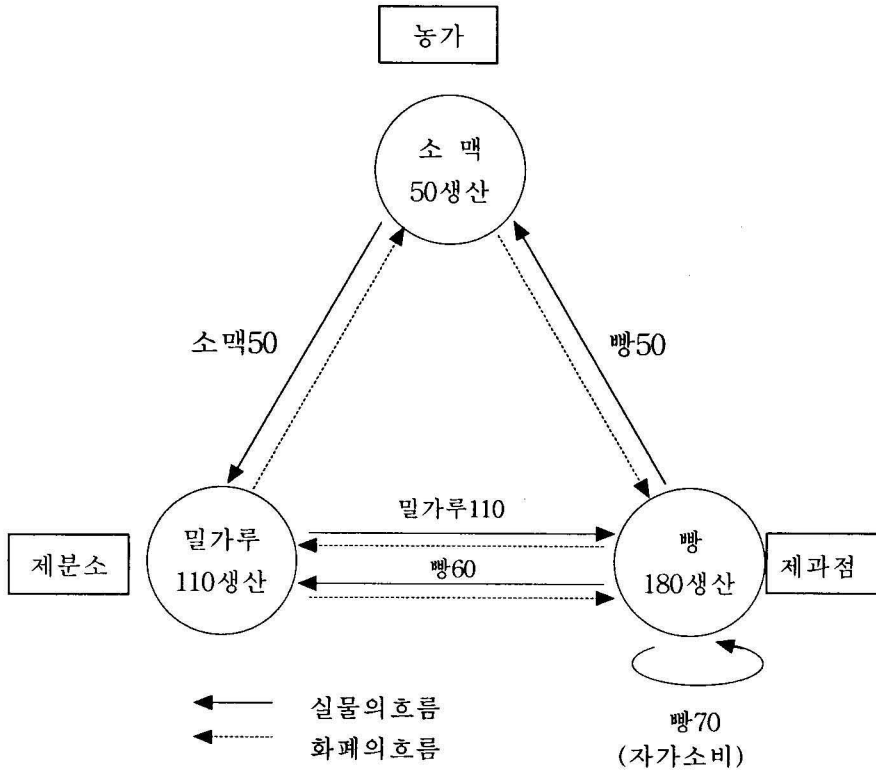 농가
소 맥
50생산
소맥50
빵50
밀가루110
제분소
밀가루
110생산
빵60
빵
180생산
제과점
실물의흐름
화폐의흐름
빵70
(자가소비)